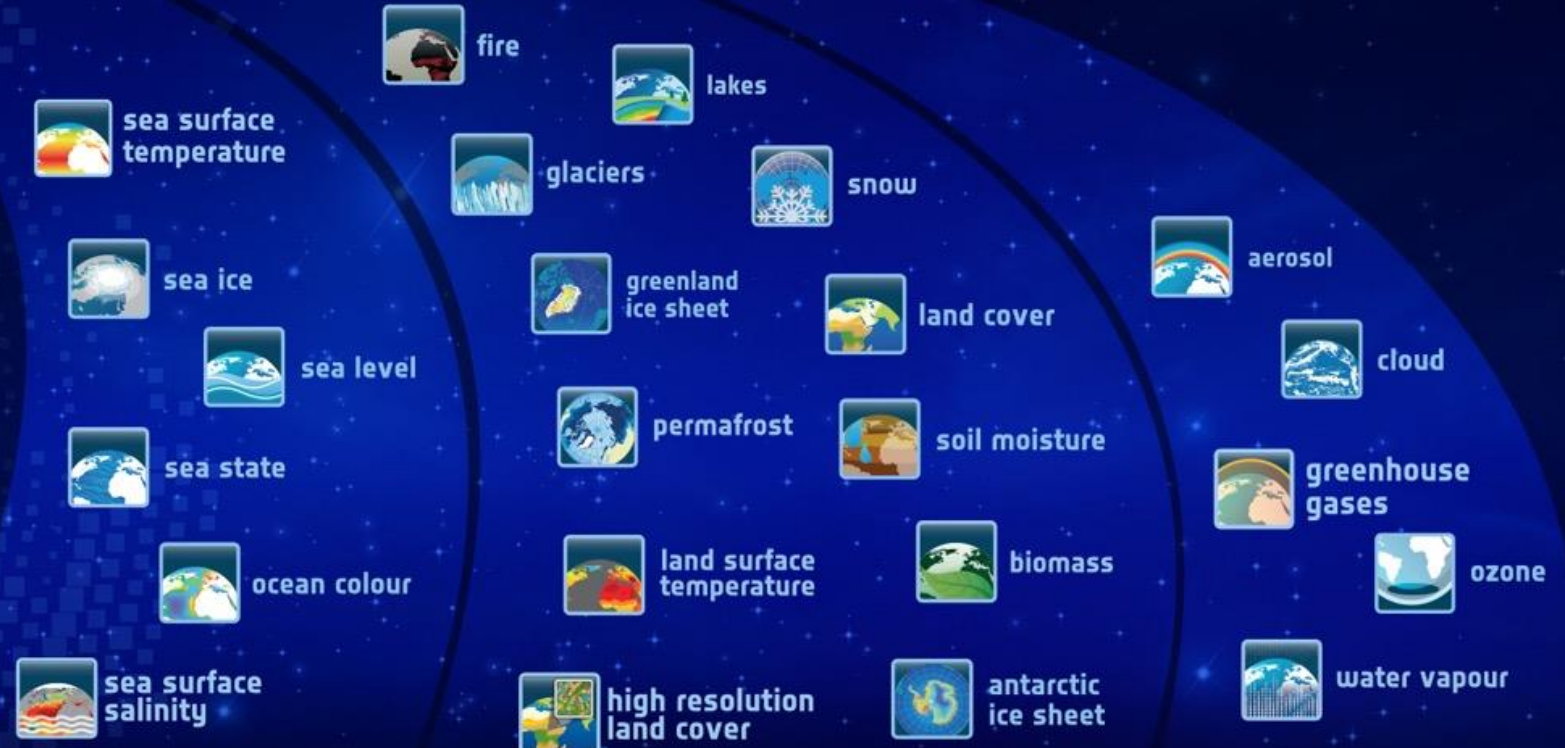 fire
lakes
sea surface
temperature
glaciers
snow
aerosol
sea ice
greenland
ice sheet
land cover
cloud
sea level
permafrost
soil moisture
sea state
greenhouse
gases
ocean colour
land surface
temperature
biomass
ozone
sea surface
salinity
high resolution
land cover
antarctic
ice sheet
water vapour